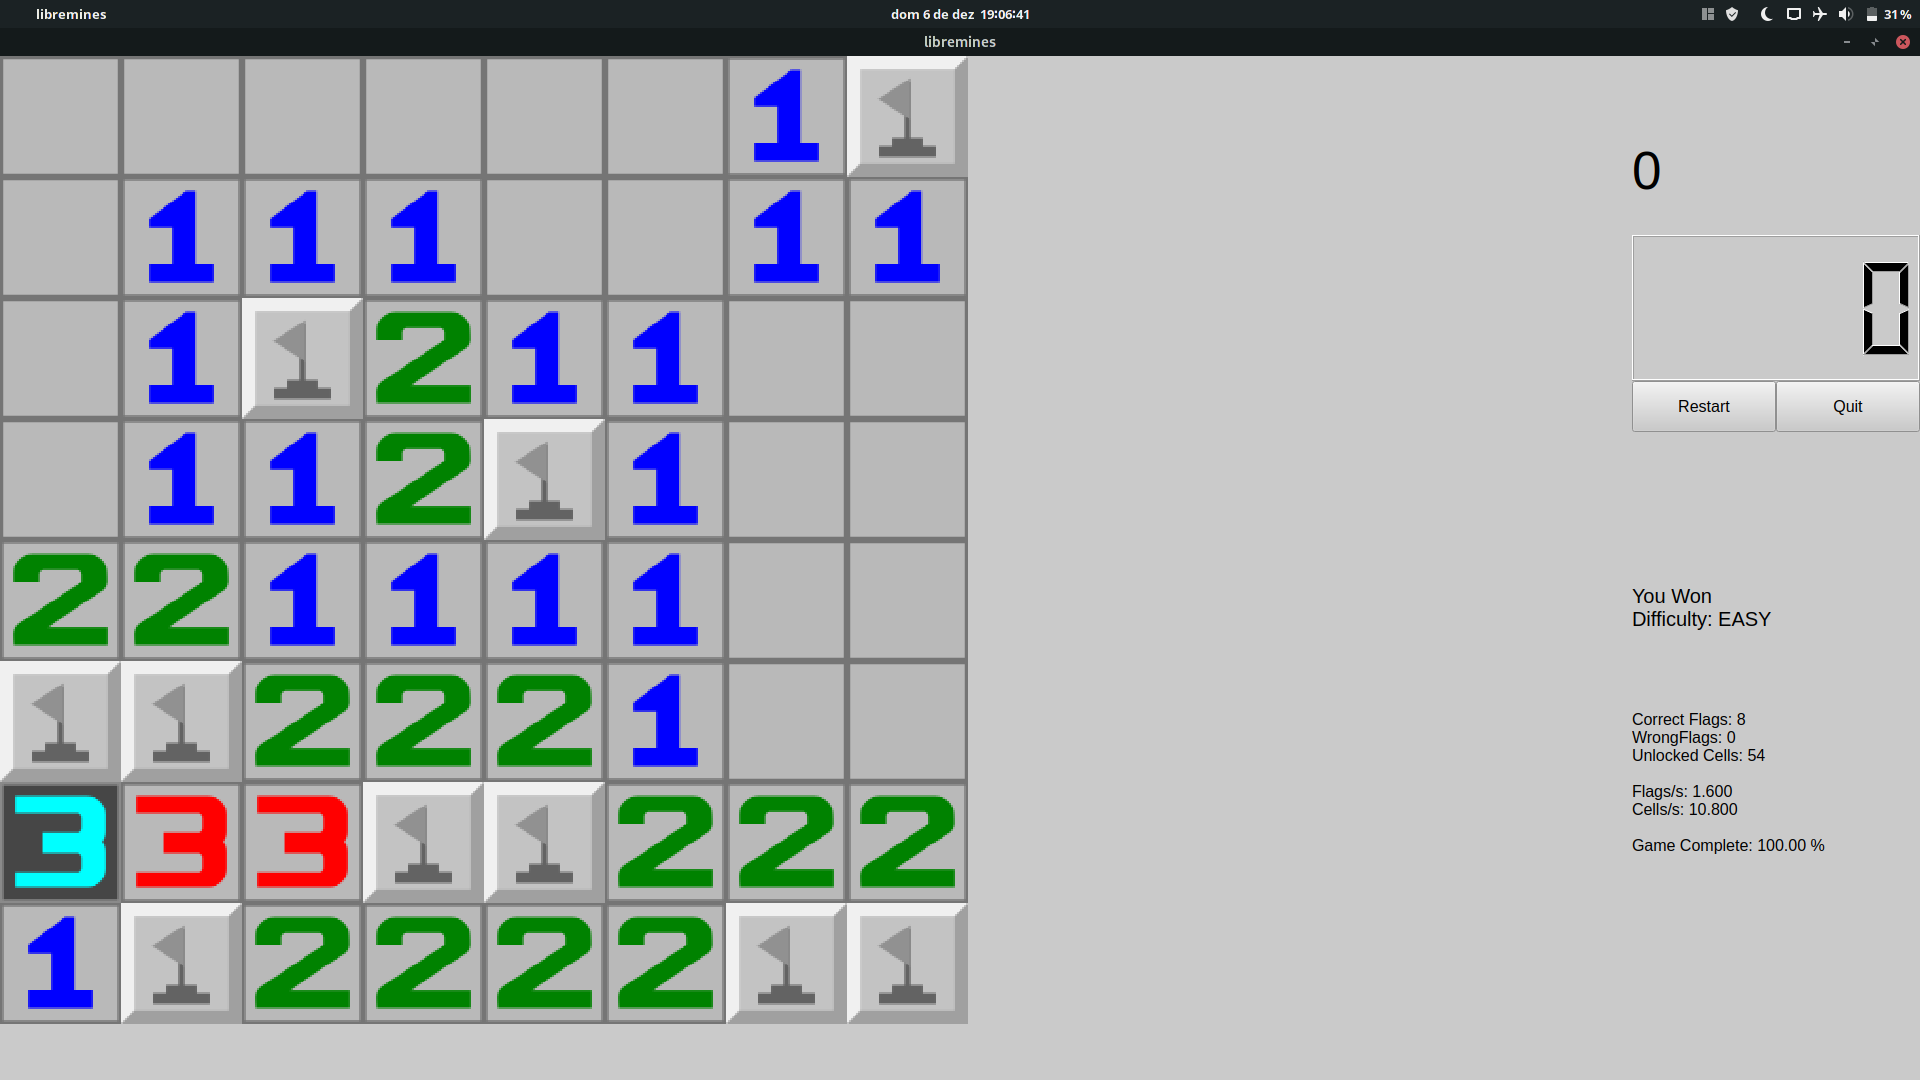 libremines
dom 6 de dez 19:06:41
31%
libremines
1
0
1 1 1 1 1
0
1 2 1 1
Restart Quit
1 1 2 1
2 2 1 1 1 1
You Won
Difficulty: EASY
2 2 2 1
Correct Flags: 8
WrongFlags: 0
Unlocked Cells: 54
Flags/s: 1.600
Cells/s: 10.800
3 3 3 2 2 2
Game Complete: 100.00 %
1 2 2 2 2